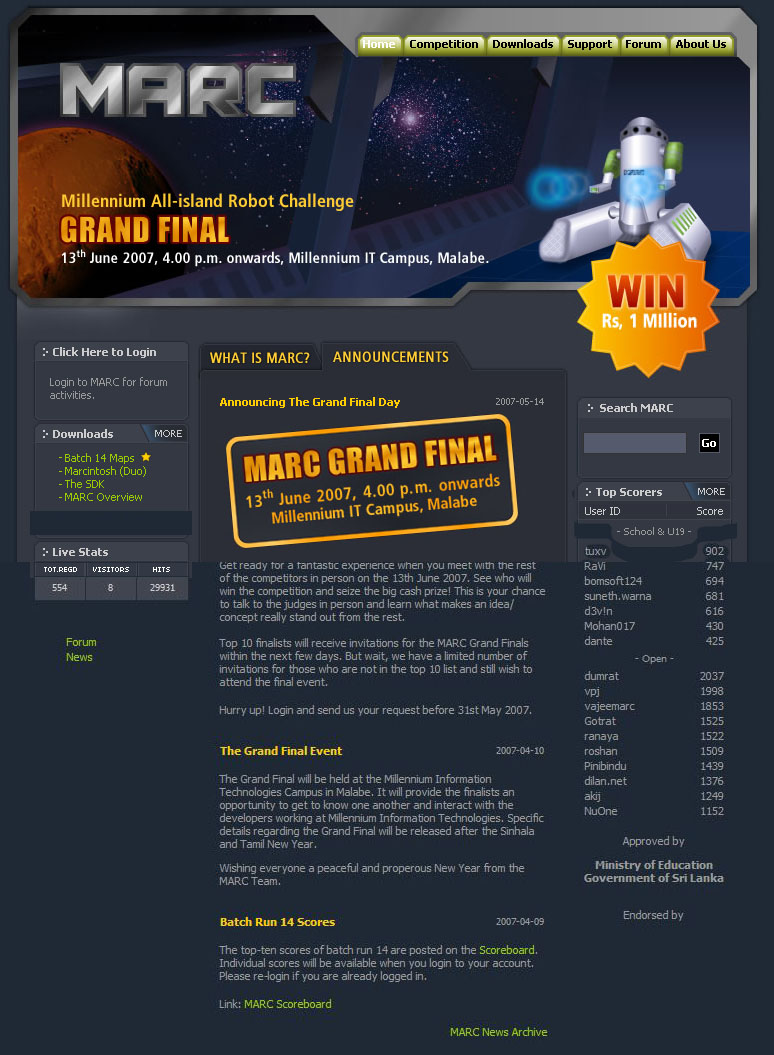 Home Competition Downloads Support Forum About Us
MARC
Millennium All-island Robot Challenge
GRAND FINAL
13th June 2007, 4.00 p.m. onwards, Millennium IT Campus, Malabe.
WIN
Rs, 1 MIllion
Click Here to Login
Login to MARC for forum
activities.
Downloads MORE
- Batch 14 Maps
- Marcintosh (Duo)
- The SDK
- MARC Overview
Live Stats
TOT.REGD VISITORS HITS
554 8 29931
Forum
News
WHAT IS MARC? ANNOUNCEMENTS
Announcing The Grand Final Day 2007-05-14
MARC GRAND FINAL
13th June 2007, 4.00 p.m. onwards
Millennium IT Campus, Malabe
Get ready for a fantastic experience when you meet with the rest
of the competitors in person on the 13th June 2007. See who will
win the competition and seize the big cash prize! This is your chance
to talk to the judges in person and learn what makes an idea/
concept really stand out from the rest.
Top 10 finalists will receive invitations for the MARC Grand Finals
within the next few days. But wait, we have a limited number of
invitations for those who are not in the top 10 list and still wish to
attend the final event.
Hurry up! Login and send us your request before 31st May 2007.
The Grand Final Event 2007-04-10
The Grand Final will be held at the Millennium Information
Technologies Campus in Malabe. It will provide the finalists an
opportunity to get to know one another and interact with the
developers working at Millennium Information Technologies. Specific
details regarding the Grand Final will be released after the Sinhala
and Tamil New Year.
Wishing everyone a peaceful and properous New Year from the
MARC Team.
Batch Run 14 Scores 2007-04-09
The top-ten scores of batch run 14 are posted on the Scoreboard.
Individual scores will be available when you login to your account.
Please re-login if you are already logged in.
Link: MARC Scoreboard
MARC News Archive
Search MARC
Go
Top Scorers MORE
User ID Score
- School & U19 -
tuxv 902
RaVi 747
bomsoft124 694
suneth.warna 681
d3v!n 616
Mohan017 430
dante 425
- Open -
dumrat 2037
vpj 1998
vajeemarc 1853
Gotrat 1525
ranaya 1522
roshan 1509
Pinibindu 1439
dilan.net 1376
akij 1249
NuOne 1152
Approved by
Ministry of Education
Government of Sri Lanka
Endorsed by